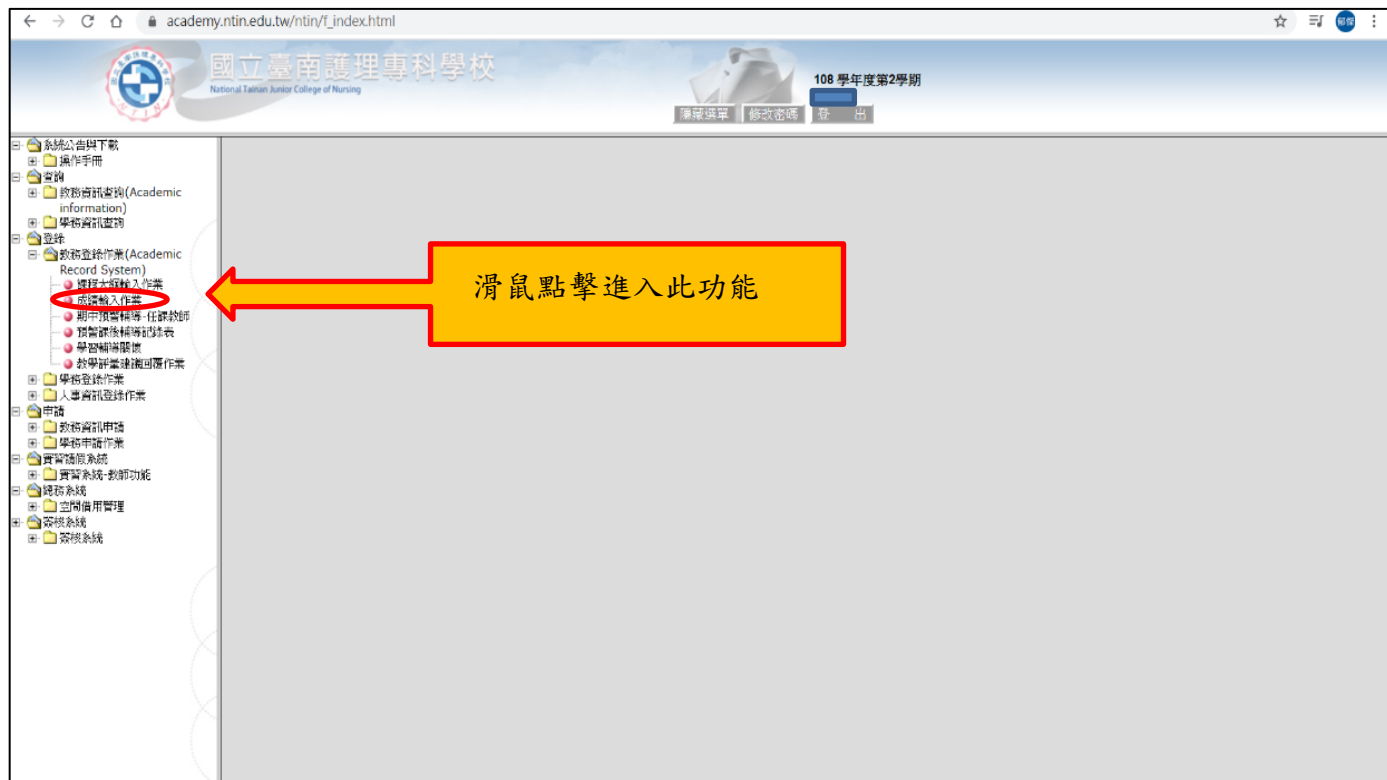 academy.ntin.edu.tw/ntin/f_index.html
郁傑
國立臺南護理專科學校
National Tainan Junior College of Nursing
NTIN
108 學年度第2學期
隱藏選單 修改密碼 登 出
系統公告與下載
操作手冊
查詢
教務資訊查詢(Academic
information)
學務資訊查詢
登錄
教務登錄作業(Academic
Record System)
課程大綱輸入作業
成績輸入作業
期中預警輔導-任課教師
預警課後輔導記錄表
學習輔導關懷
教學評量建議回覆作業
學務登錄作業
人事資訊登錄作業
申請
教務資訊申請
學務申請作業
實習請假系統
實習系統-教師功能
總務系統
空間借用管理
簽核系統
簽核系統
滑鼠點擊進入此功能